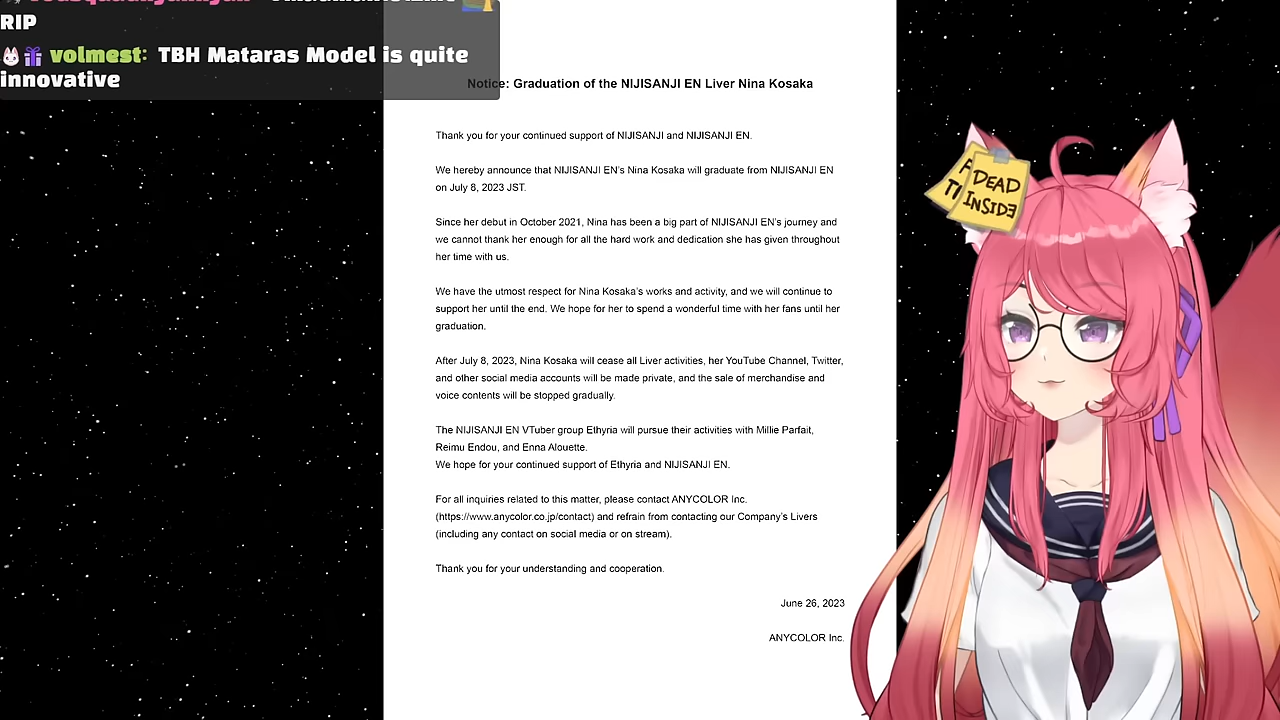 RIP
volmest: TBH Mataras Model is quite
innovative
Notice: Graduation of the NIJISANJI EN Liver Nina Kosaka
Thank you for your continued support of NIJISANJI and NIJISANJI EN.
We hereby announce that NIJISANJI EN's Nina Kosaka will graduate from NIJISANJI EN
on July 8, 2023 JST.
Since her debut in October 2021, Nina has been a big part of NIJISANJI EN's journey and
we cannot thank her enough for all the hard work and dedication she has given throughout
her time with us.
We have the utmost respect for Nina Kosaka's works and activity, and we will continue to
support her until the end. We hope for her to spend a wonderful time with her fans until her
graduation.
After July 8, 2023, Nina Kosaka will cease all Liver activities, her YouTube Channel, Twitter,
and other social media accounts will be made private, and the sale of merchandise and
voice contents will be stopped gradually.
The NIJISANJI EN VTuber group Ethyria will pursue their activities with Millie Parfait,
Reimu Endou, and Enna Alouette.
We hope for your continued support of Ethyria and NIJISANJI EN.
For all inquiries related to this matter, please contact ANYCOLOR Inc.
(https://www.anycolor.co.jp/contact) and refrain from contacting our Company's Livers
(including any contact on social media or on stream).
Thank you for your understanding and cooperation.
June 26, 2023
ANYCOLOR Inc.
DEAD
INSIDE